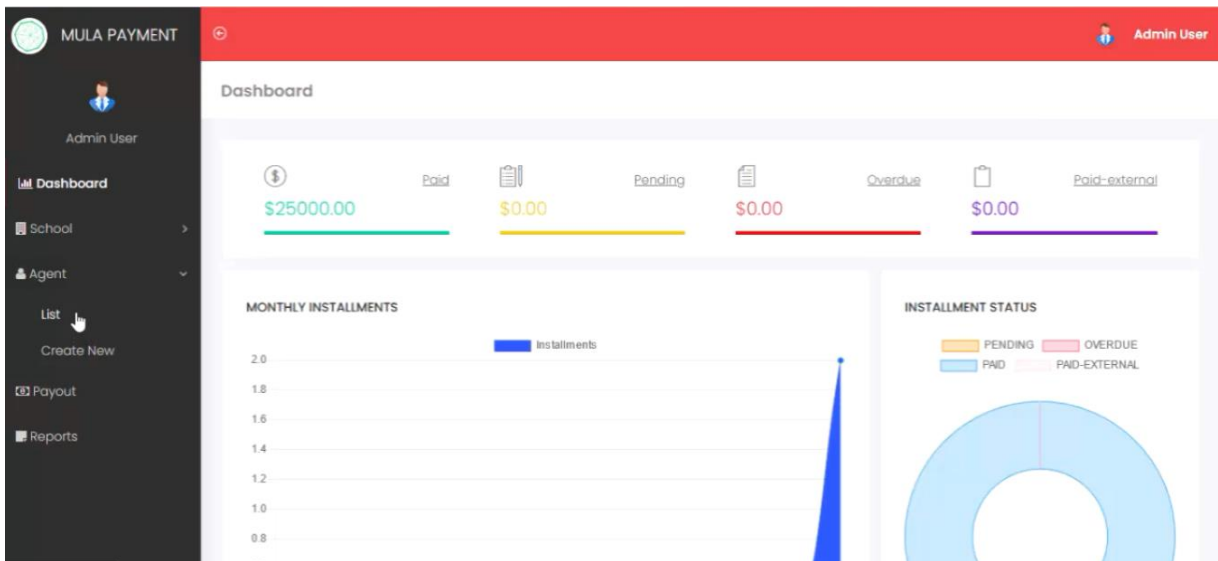 MULA PAYMENT
Admin User
Admin User
Dashboard
School
Agent
List
Create New
Payout
Reports
Dashboard
Paid
$25000.00
Pending
$0.00
Overdue
$0.00
Paid-external
$0.00
MONTHLY INSTALLMENTS
Installments
2.0
1.8
1.6
1.4
1.2
1.0
0.8
INSTALLMENT STATUS
PENDING OVERDUE
PAID PAID-EXTERNAL